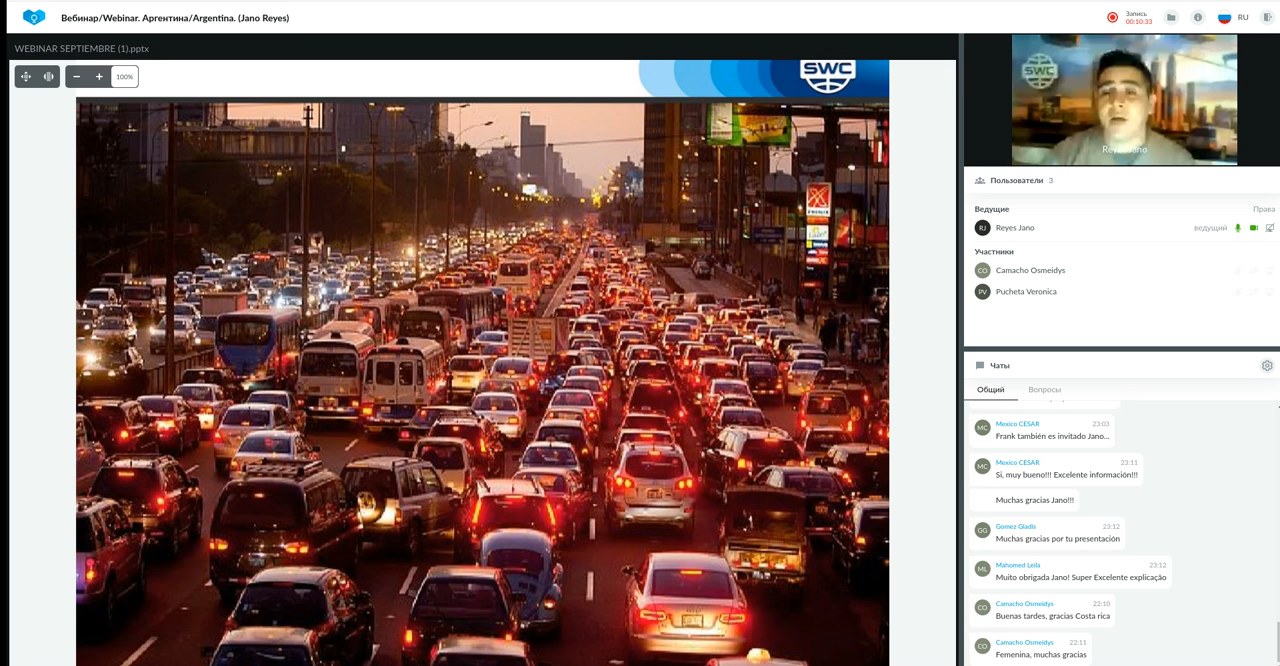 Вебинар/Webinar. Аргентина/Argentina. (Jano Reyes)
Запись
00:10:33
RU
WEBINAR SEPTIEMBRE (1).pptx
100%
SWC
SWC
Reyes Jano
Пользователи 3
Ведущие
Права
RJ
Reyes Jano
ведущий
Участники
CO
Camacho Osmeidys
PV
Pucheta Veronica
Чаты
Общий
Вопросы
MC
Mexico CESAR
23:03
Frank también es invitado Jano...
MC
Mexico CESAR
23:11
Si, muy bueno!!! Excelente información!!!
Muchas gracias Jano!!!
GG
Gomez Gladis
23:12
Muchas gracias por tu presentación
ML
Mahomed Leila
23:12
Muito obrigada Jano! Super Excelente explicação
CO
Camacho Osmeidys
22:10
Buenas tardes, gracias Costa rica
CO
Camacho Osmeidys
22:11
Femenina, muchas gracias